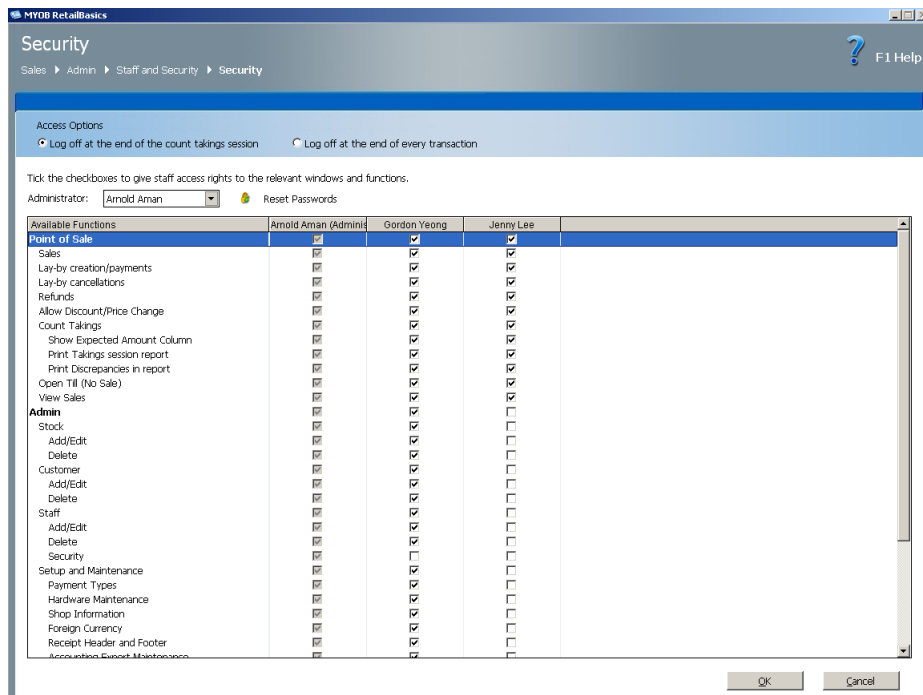 MYOB RetailBasics
Security
F1 Help
Sales Admin Staff and Security Security
Access Options
Log off at the end of the count takings session Log off at the end of every transaction
Tick the checkboxes to give staff access rights to the relevant windows and functions.
Administrator: Arnold Aman Reset Passwords
Available Functions Arnold Aman (Adminis Gordon Yeong Jenny Lee
Point of Sale
Sales
Lay-by creation/payments
Lay-by cancellations
Refunds
Allow Discount/Price Change
Count Takings
Show Expected Amount Column
Print Takings session report
Print Discrepancies in report
Open Till (No Sale)
View Sales
Admin
Stock
Add/Edit
Delete
Customer
Add/Edit
Delete
Staff
Add/Edit
Delete
Security
Setup and Maintenance
Payment Types
Hardware Maintenance
Shop Information
Foreign Currency
Receipt Header and Footer
Accounting Export Maintenance
OK Cancel